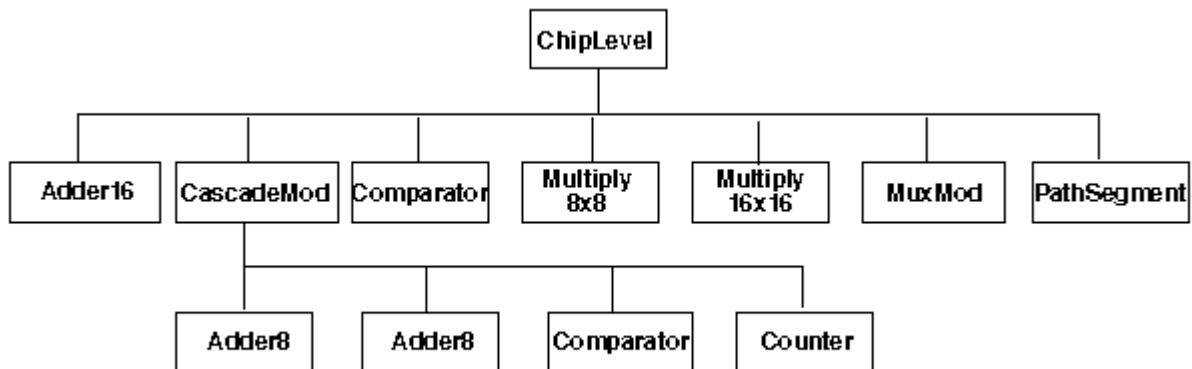 ChipLevel
Adder16
CascadeMod
Comparator
Multiply
8x8
Multiply
16x16
MuxMod
PathSegment
Adder8
Adder8
Comparator
Counter